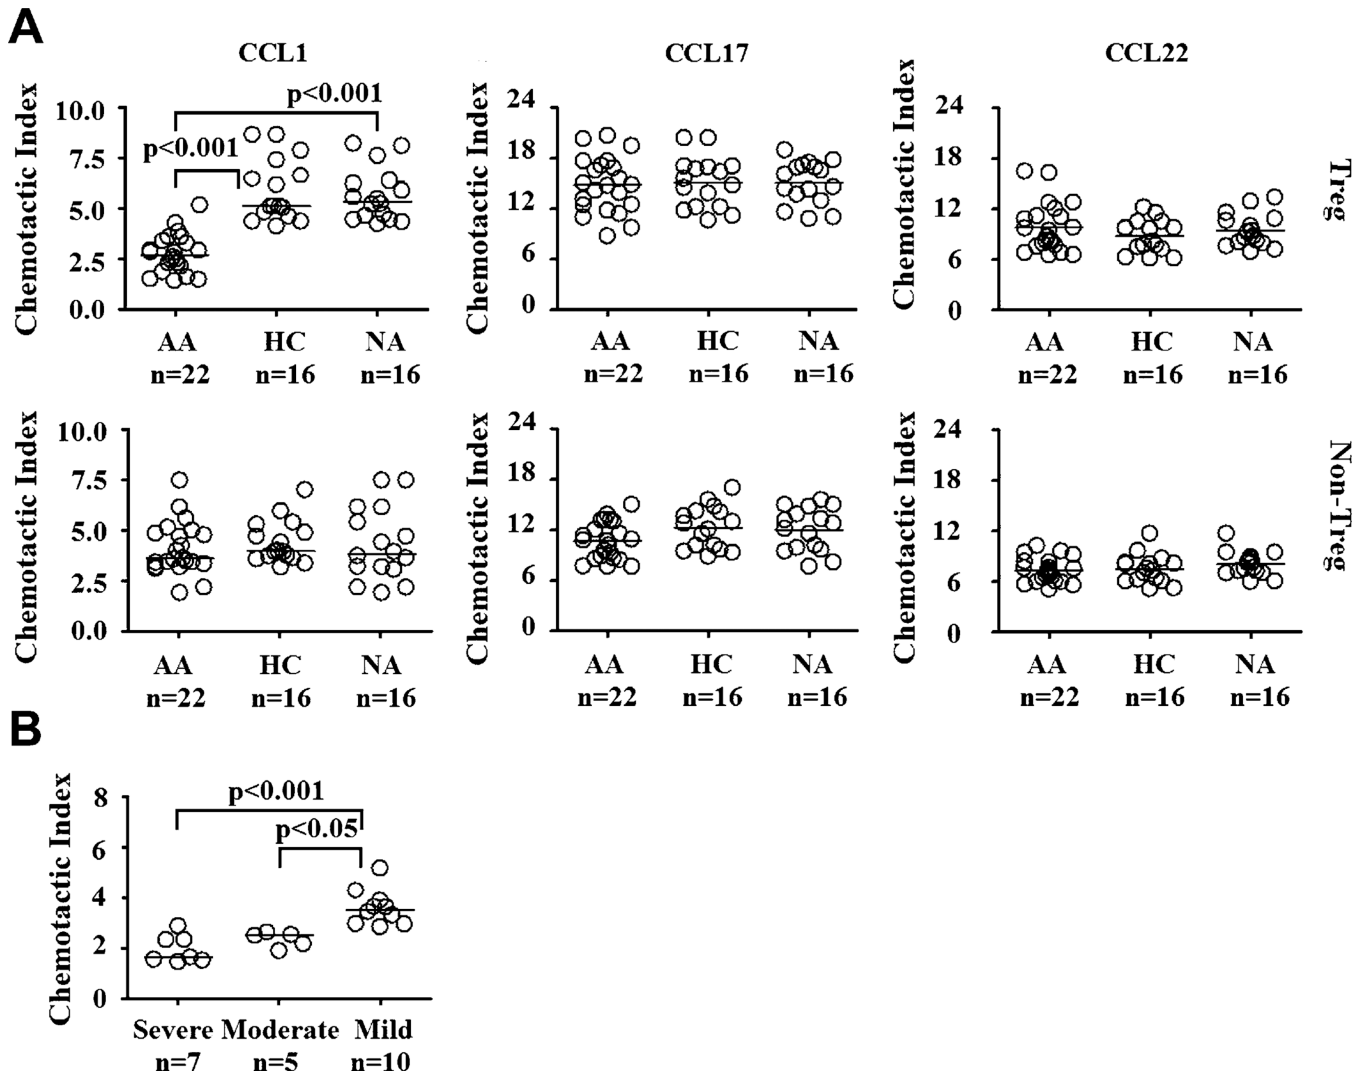 A
CCL1
CCL17
CCL22
Chemotactic Index
10.0
7.5
5.0
2.5
0.0
p<0.001
p<0.001
AA
HC
NA
n=22
n=16
n=16
Chemotactic Index
24
18
12
6
0
AA
HC
NA
n=22
n=16
n=16
Chemotactic Index
24
18
12
6
0
AA
HC
NA
n=22
n=16
n=16
Treg
Chemotactic Index
10.0
7.5
5.0
2.5
0.0
AA
HC
NA
n=22
n=16
n=16
Chemotactic Index
24
18
12
6
0
AA
HC
NA
n=22
n=16
n=16
Chemotactic Index
24
18
12
6
0
AA
HC
NA
n=22
n=16
n=16
Non-Treg
B
Chemotactic Index
8
6
4
2
0
p<0.001
p<0.05
Severe Moderate Mild
n=7
n=5
n=10